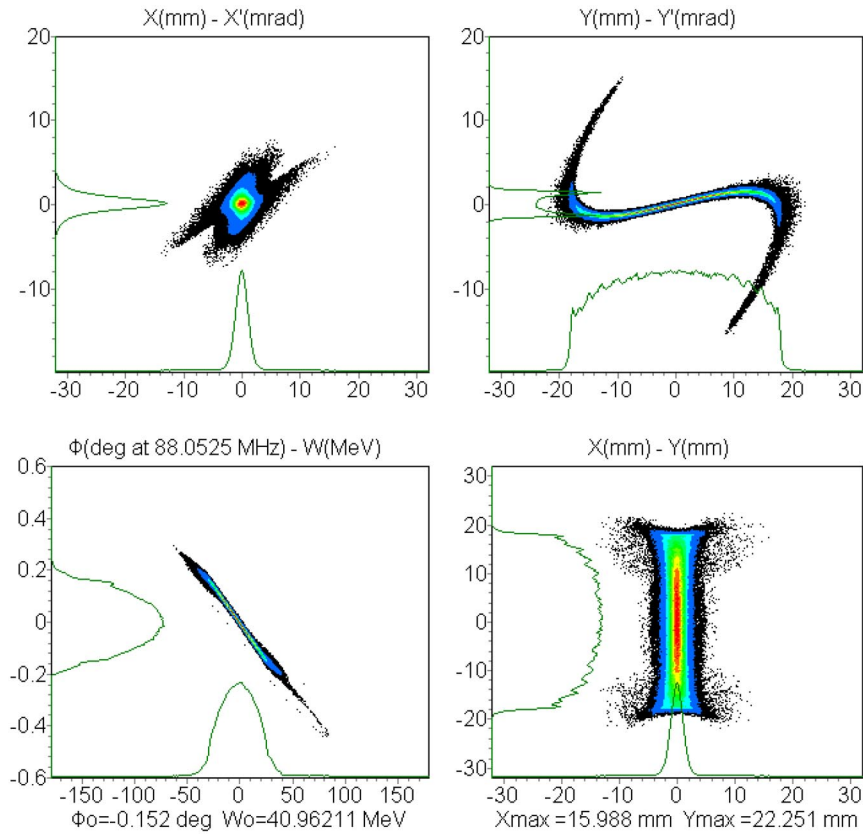 X(mm) - X'(mrad)
20
10
0
-10
-30 -20 -10 0 10 20 30
Y(mm) - Y'(mrad)
20
10
0
-10
-30 -20 -10 0 10 20 30
Φ(deg at 88.0525 MHz) - W(MeV)
0.6
0.4
0.2
0
-0.2
-0.4
-0.6
-150 -100 -50 0 50 100 150
Φo=-0.152 deg Wo=40.96211 MeV
X(mm) - Y(mm)
30
20
10
0
-10
-20
-30
-30 -20 -10 0 10 20 30
Xmax =15.988 mm Ymax =22.251 mm